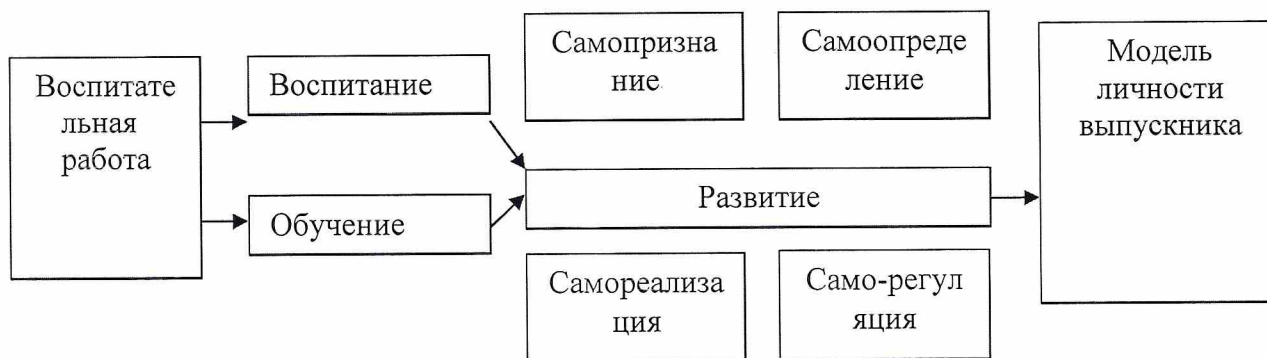 Воспитате
льная
работа
Воспитание
Обучение
Самопризна
ние
Самоопреде
ление
Развитие
Самореализа
ция
Само-регул
яция
Модель
личности
выпускника